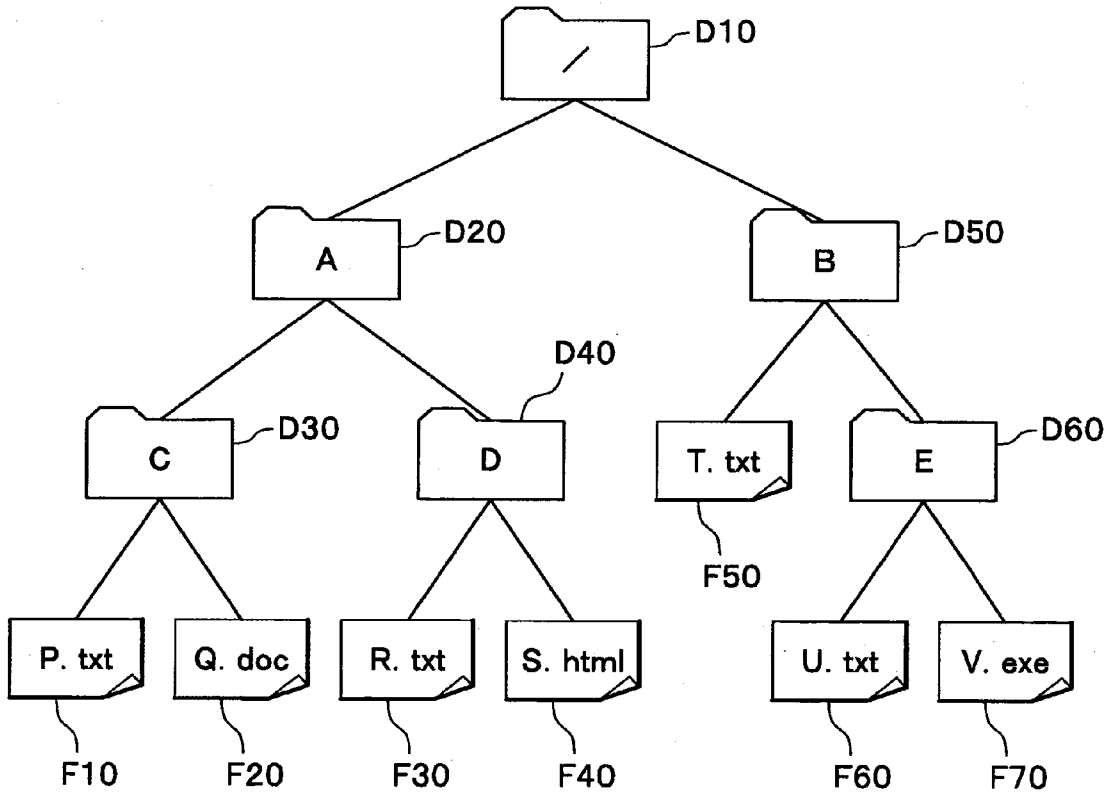 /
D10
A
D20
B
D50
C
D30
D
D40
T. txt
F50
E
D60
P. txt
Q. doc
R. txt
S. html
U. txt
V. exe
F10
F20
F30
F40
F60
F70